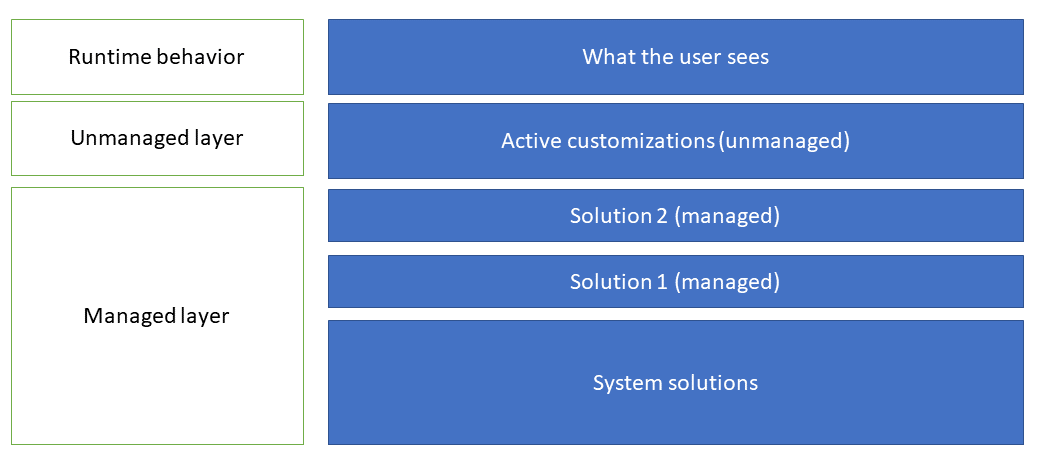 Runtime behavior
What the user sees
Unmanaged layer
Active customizations (unmanaged)
Managed layer
Solution 2 (managed)
Solution 1 (managed)
System solutions